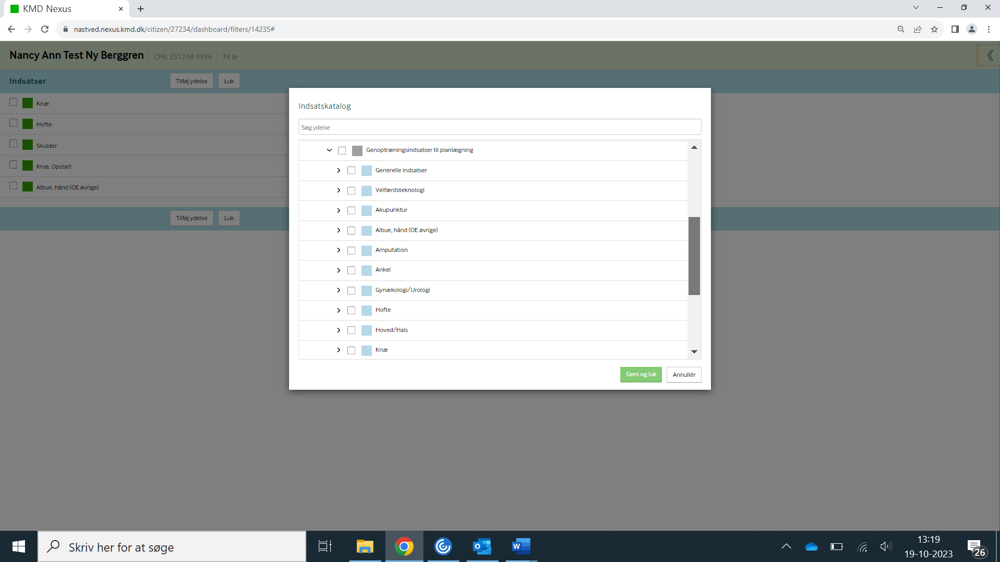 KMD Nexus
nastved.nexus.kmd.dk/citizen/27234/dashboard/filters/14235#
Nancy Ann Test Ny Berggren CPR: 251248-9996 74 år
Indsatser Tilføj ydelse Luk
Knæ
Hofte
Skulder
Knæ, Opstart
Albue, hånd (OE øvrige)
Tilføj ydelse Luk
Indsatskatalog
Søg ydelse
Genoptræningsindsatser til planlægning
Generelle indsatser
Velfærdsteknologi
Akupunktur
Albue, hånd (OE øvrige)
Amputation
Ankel
Gynækologi/Urologi
Hofte
Hoved/Hals
Knæ
Gem og luk Annullér
Skriv her for at søge
13:19
19-10-2023
26